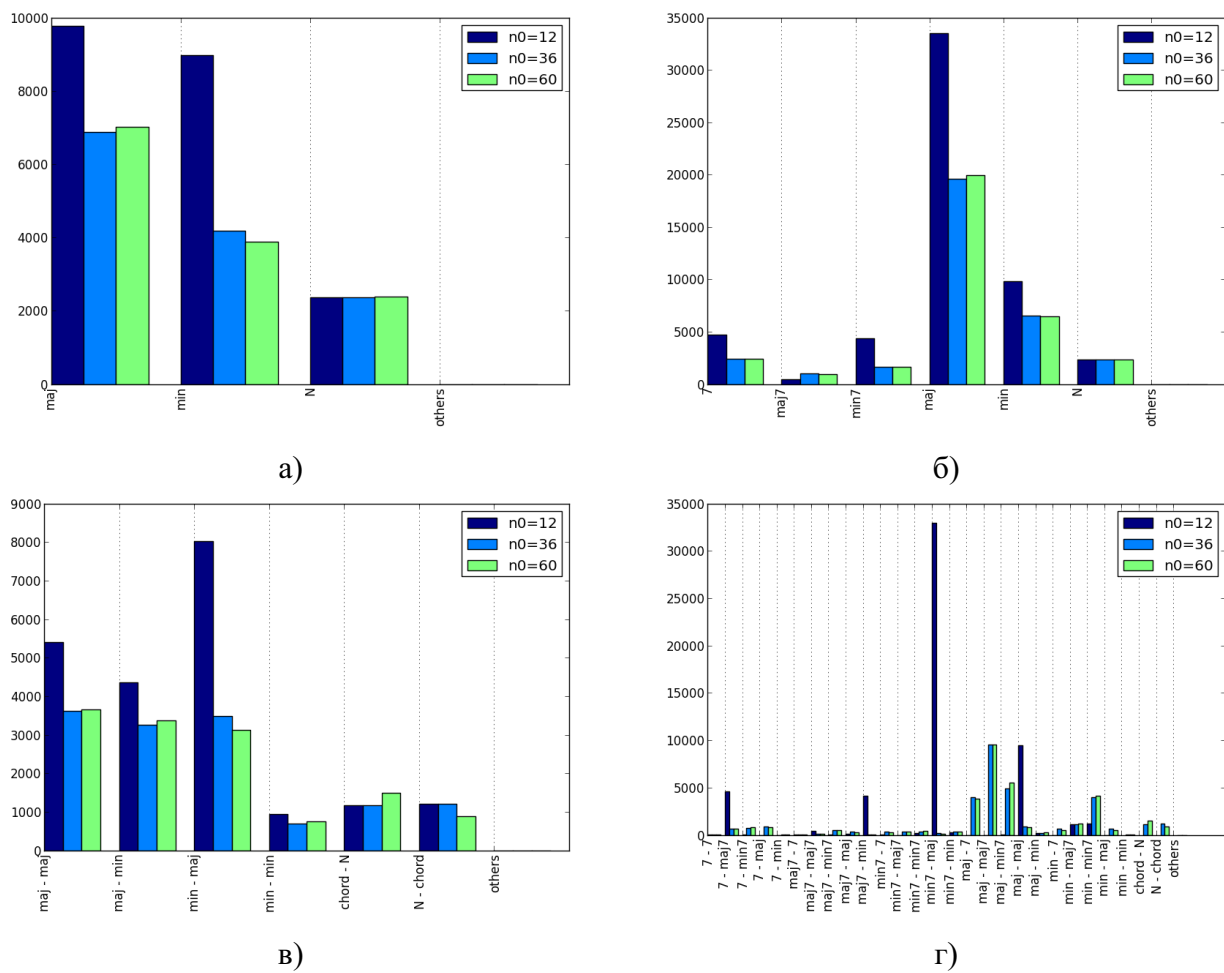 10000
8000
6000
4000
2000
0
n0=12
n0=36
n0=60
maj
min
N
others
а)
35000
30000
25000
20000
15000
10000
5000
0
n0=12
n0=36
n0=60
7
maj7
min7
maj
min
N
others
б)
9000
8000
7000
6000
5000
4000
3000
2000
1000
0
n0=12
n0=36
n0=60
maj - maj
maj - min
min - maj
min - min
chord - N
N - chord
others
в)
35000
30000
25000
20000
15000
10000
5000
0
n0=12
n0=36
n0=60
7 - 7
7 - maj7
7 - min7
7 - maj
7 - min
maj7 - 7
maj7 - maj7
maj7 - min7
maj7 - maj
maj7 - min
min7 - 7
min7 - maj7
min7 - min7
min7 - maj
min7 - min
maj - 7
maj - maj7
maj - min7
maj - maj
maj - min
min - 7
min - maj7
min - min7
min - maj
min - min
chord - N
N - chord
others
г)